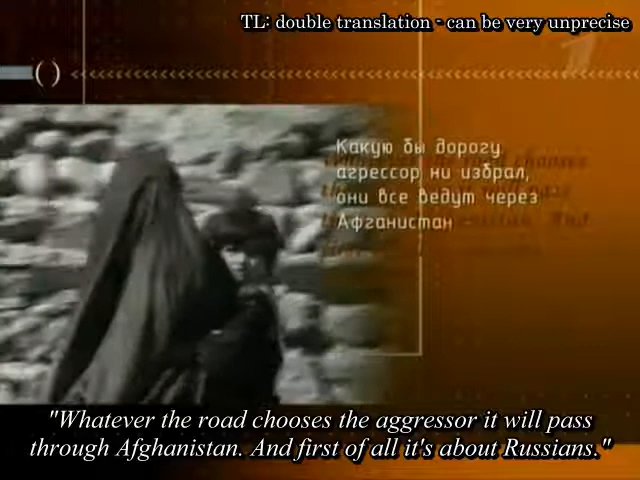 TL: double translation - can be very unprecise
( )
Какую бы дорогу
агрессор ни избрал,
они все ведут через
Афганистан
"Whatever the road chooses the aggressor it will pass
through Afghanistan. And first of all it's about Russians."